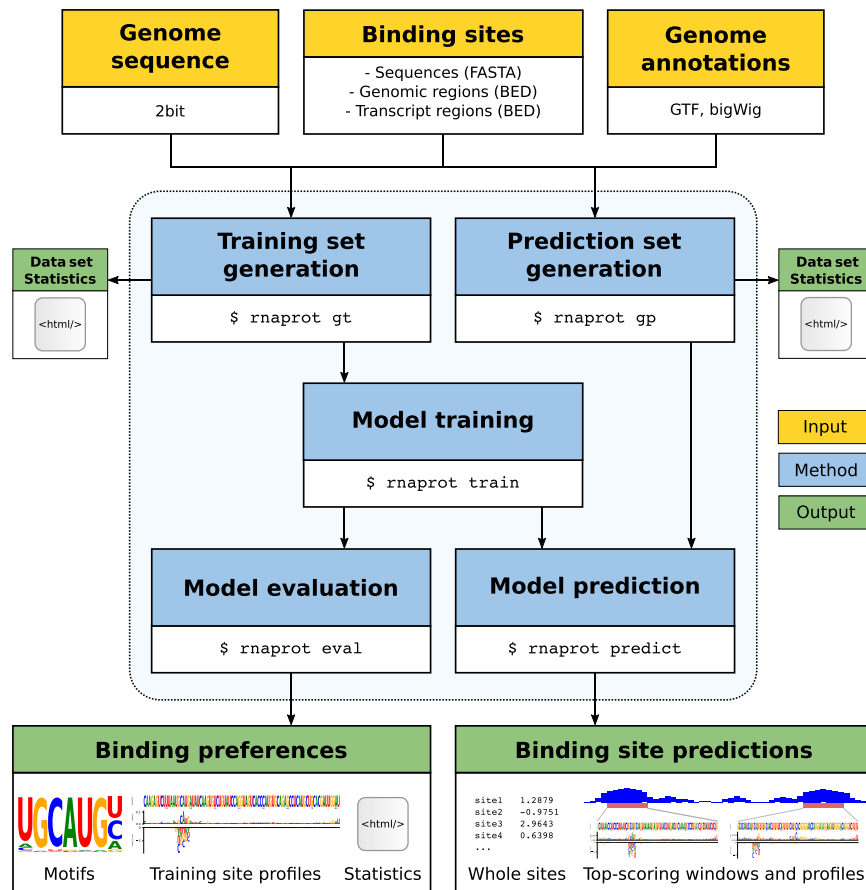 Genome
sequence
2bit
Binding sites
- Sequences (FASTA)
- Genomic regions (BED)
- Transcript regions (BED)
Genome
annotations
GTF, bigWig
Data set
Statistics
<html/>
Training set
generation
$ rnaprot gt
Prediction set
generation
$ rnaprot gp
Data set
Statistics
<html/>
Model training
$ rnaprot train
Input
Method
Output
Model evaluation
$ rnaprot eval
Model prediction
$ rnaprot predict
Binding preferences
UGCAUGU
C
A
Motifs
Training site profiles
<html/>
Statistics
Binding site predictions
site1 1.2879
site2 -0.9751
site3 2.9643
site4 0.6398
...
Whole sites
Top-scoring windows and profiles